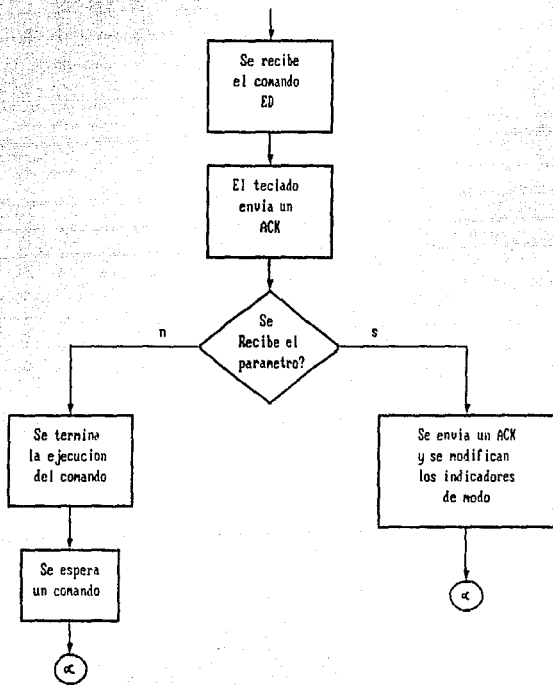 Se recibe
el comando
ED
El teclado
envia un
ACK
Se
Recibe el
parametro?
n
s
Se termina
la ejecucion
del comando
Se envia un ACK
y se modifican
los indicadores
de modo
Se espera
un comando
α
α